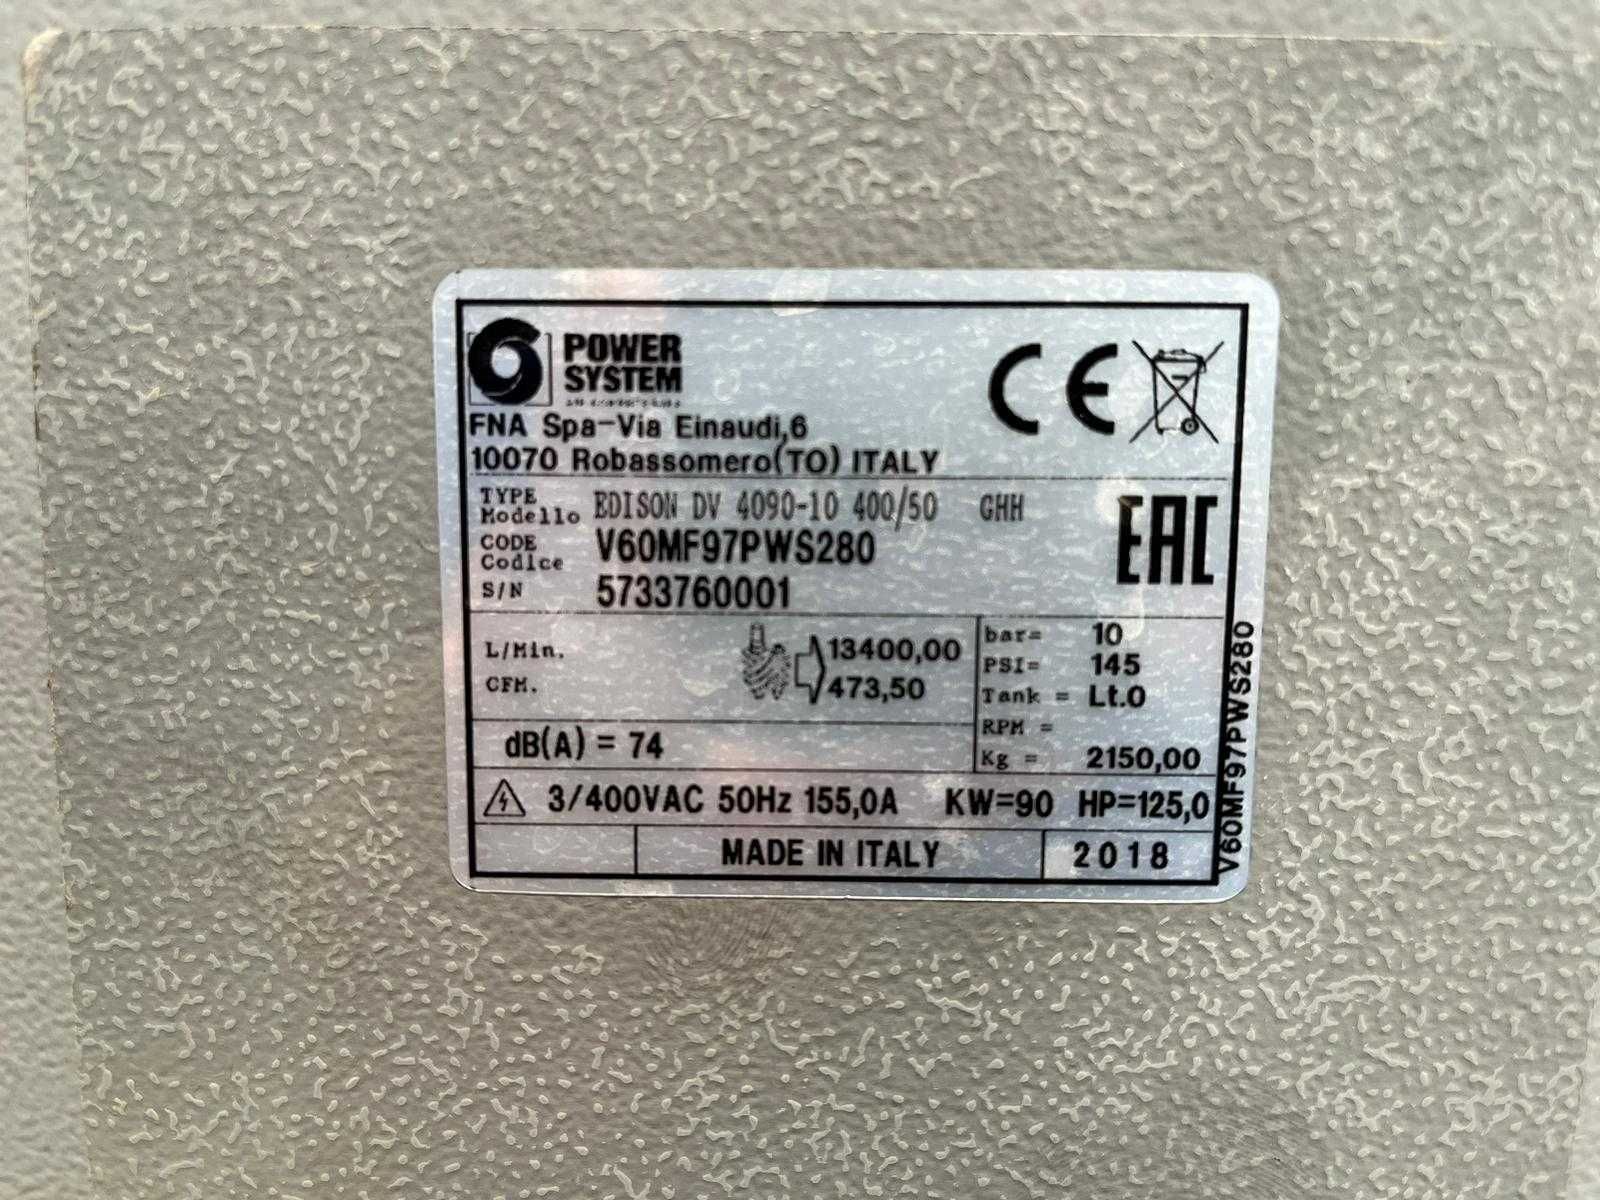 POWER
SYSTEM
FNA Spa-Via Einaudi,6
10070 Robassomero(TO) ITALY
CE
TYPE
Modello EDISON DV 4090-10 400/50 GHH
CODE
Codice V60MF97PWS280
S/N 5733760001
EAC
L/Min. 13400,00
CFM. 473,50
bar= 10
PSI= 145
Tank = Lt.0
RPM =
Kg = 2150,00
dB(A) = 74
3/400VAC 50Hz 155,0A KW=90 HP=125,0
MADE IN ITALY 2018
V60MF97PWS280